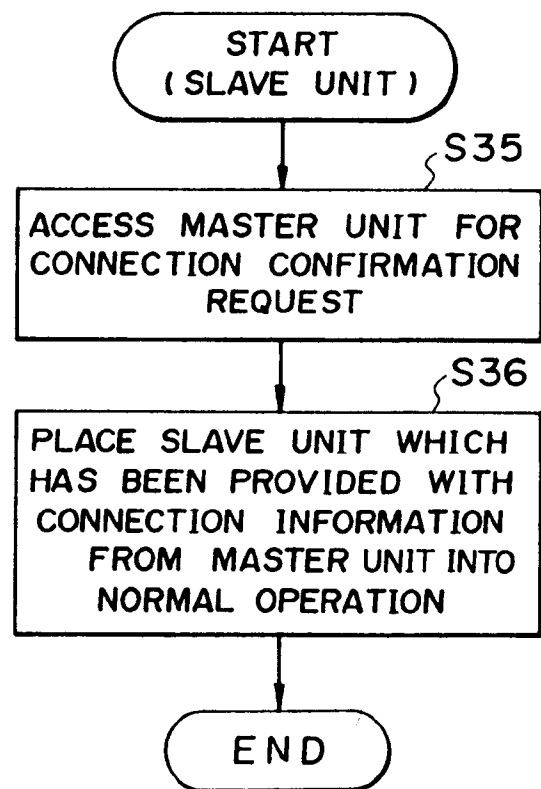 START
(SLAVE UNIT)
S35
ACCESS MASTER UNIT FOR
CONNECTION CONFIRMATION
REQUEST
S36
PLACE SLAVE UNIT WHICH
HAS BEEN PROVIDED WITH
CONNECTION INFORMATION
FROM MASTER UNIT INTO
NORMAL OPERATION
END